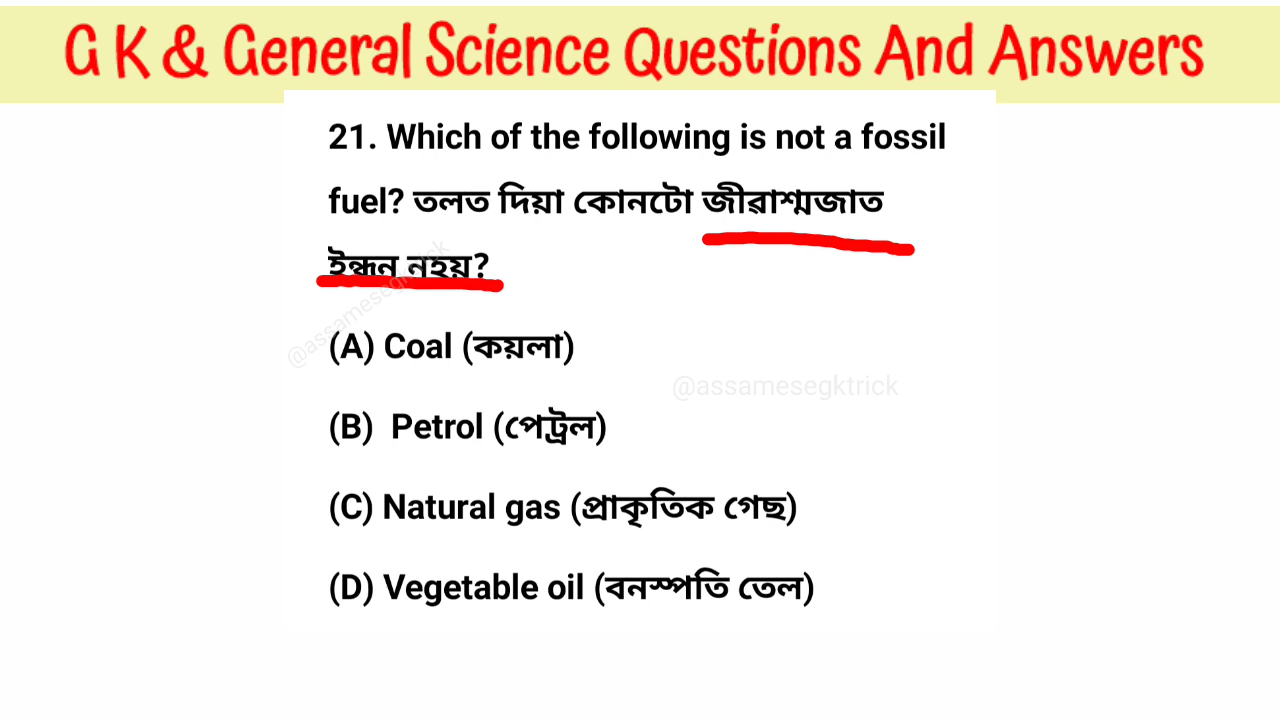 G K & General Science Questions And Answers
21. Which of the following is not a fossil
fuel? তলত দিয়া কোনটো জীৱাশ্মজাত
ইন্ধন নহয়?
@assamesegktrick
(A) Coal (কয়লা)
@assamesegktrick
(B) Petrol (পেট্ৰল)
(C) Natural gas (প্ৰাকৃতিক গেছ)
(D) Vegetable oil (বনস্পতি তেল)